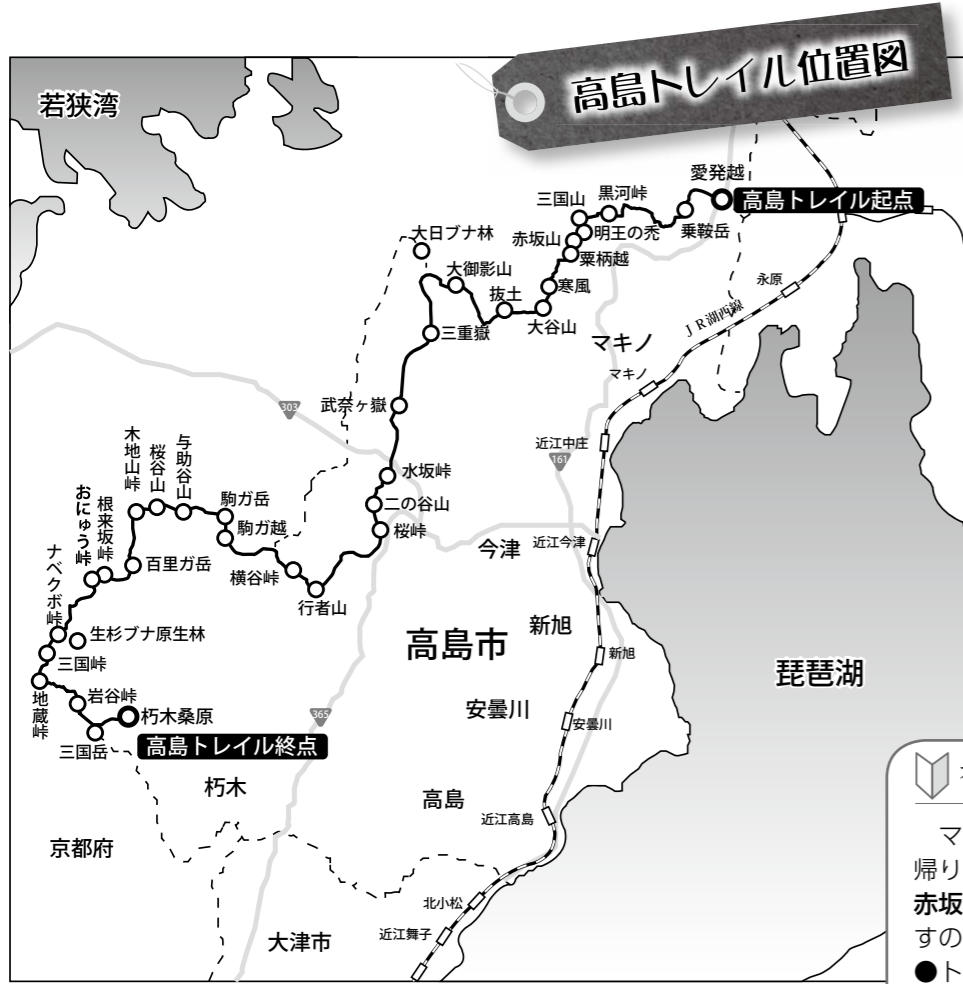 高島トレイル位置図
若狭湾
愛発越
高島トレイル起点
三国山
黒河峠
乗鞍岳
明王の禿
赤坂山
粟柄越
寒風
大谷山
抜土
大御影山
大日ブナ林
三重嶽
永原
JR湖西線
マキノ
マキノ
武奈ヶ嶽
303
近江中庄
161
水坂峠
二の谷山
桜峠
木地山峠
桜谷山
与助谷山
駒ガ岳
駒ガ越
横谷峠
行者山
おにゅう峠
根来坂峠
百里ガ岳
ナベクボ峠
生杉ブナ原生林
三国峠
地蔵峠
岩谷峠
三国岳
朽木桑原
高島トレイル終点
今津
近江今津
高島市
新旭
新旭
琵琶湖
安曇川
安曇川
365
朽木
高島
近江高島
京都府
北小松
近江舞子
大津市
マ
帰り
赤坂
すの
●ト